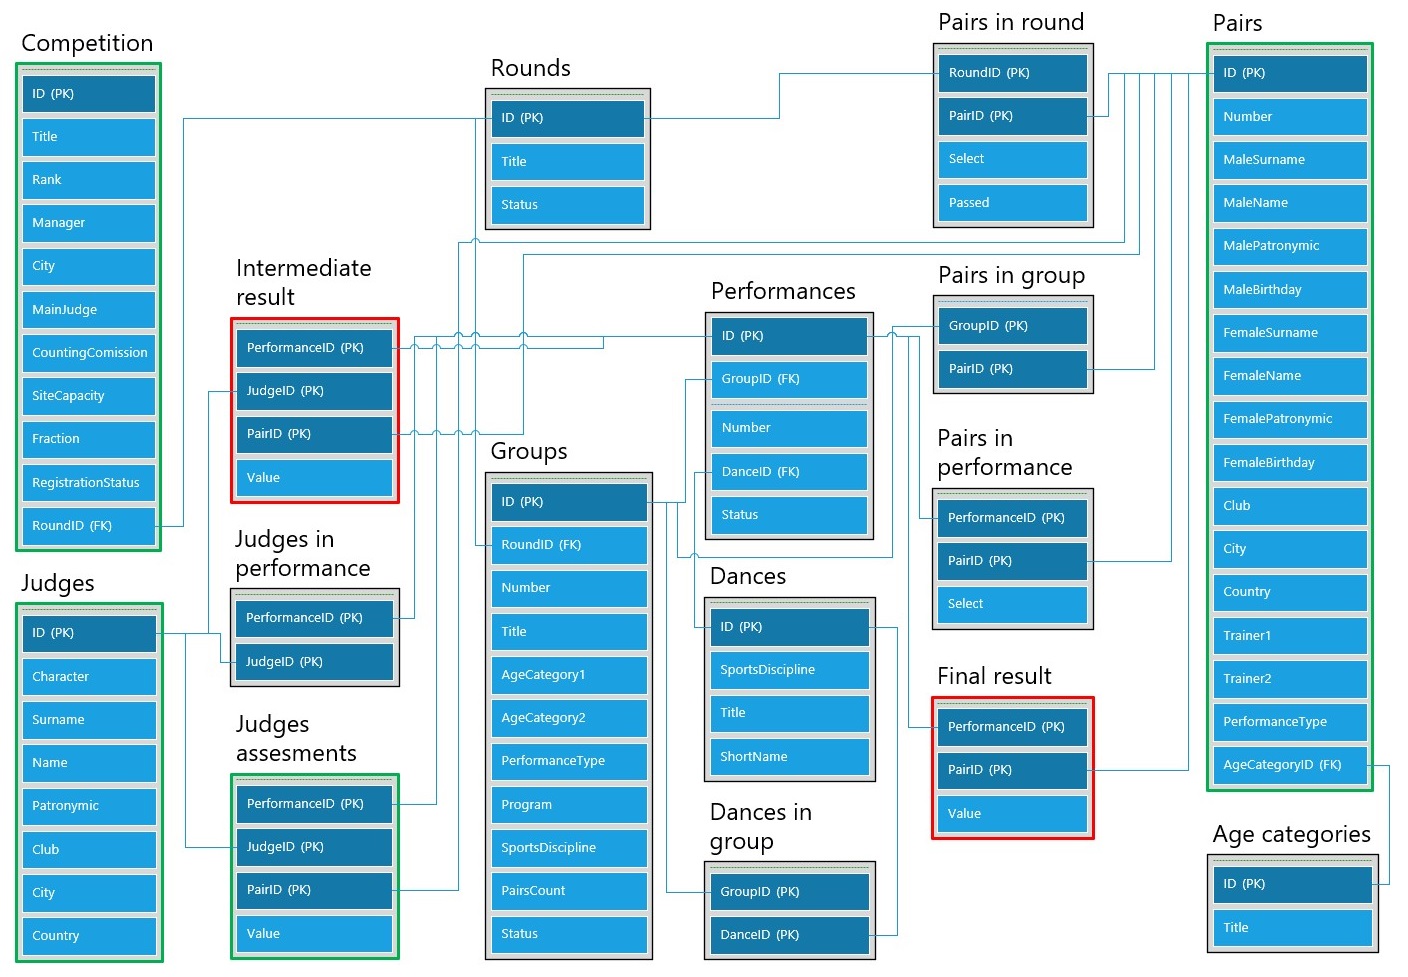 Competition
ID (PK)
Title
Rank
Manager
City
MainJudge
CountingComission
SiteCapacity
Fraction
RegistrationStatus
RoundID (FK)
Judges
ID (PK)
Character
Surname
Name
Patronymic
Club
City
Country
Intermediate
result
PerformanceID (PK)
JudgeID (PK)
PairID (PK)
Value
Judges in
performance
PerformanceID (PK)
JudgeID (PK)
Judges
assesments
PerformanceID (PK)
JudgeID (PK)
PairID (PK)
Value
Rounds
ID (PK)
Title
Status
Groups
ID (PK)
RoundID (FK)
Number
Title
AgeCategory1
AgeCategory2
PerformanceType
Program
SportsDiscipline
PairsCount
Status
Performances
ID (PK)
GroupID (FK)
Number
DanceID (FK)
Status
Dances
ID (PK)
SportsDiscipline
Title
ShortName
Dances in
group
GroupID (PK)
DanceID (PK)
Pairs in round
RoundID (PK)
PairID (PK)
Select
Passed
Pairs in group
GroupID (PK)
PairID (PK)
Pairs in
performance
PerformanceID (PK)
PairID (PK)
Select
Final result
PerformanceID (PK)
PairID (PK)
Value
Pairs
ID (PK)
Number
MaleSurname
MaleName
MalePatronymic
MaleBirthday
FemaleSurname
FemaleName
FemalePatronymic
FemaleBirthday
Club
City
Country
Trainer1
Trainer2
PerformanceType
AgeCategoryID (FK)
Age categories
ID (PK)
Title